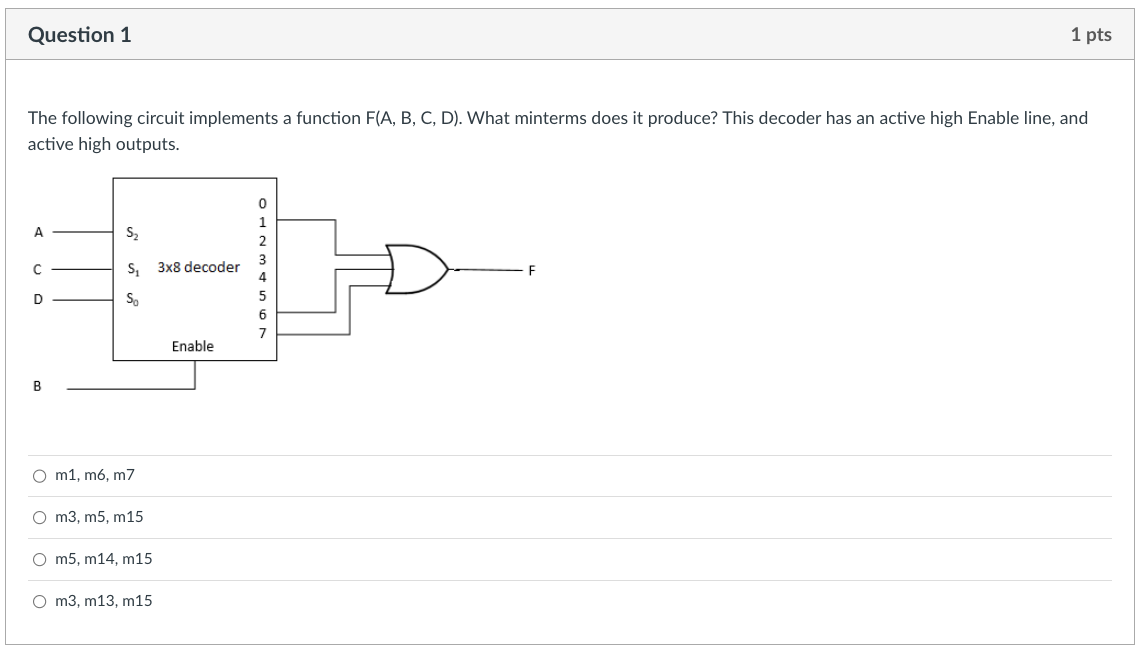 Question 1
1 pts
The following circuit implements a function F(A, B, C, D). What minterms does it produce? This decoder has an active high Enable line, and
active high outputs.
0
1
A
S₂
2
3
C
S₁
3x8 decoder
F
4
D
S₀
5
6
7
Enable
B
m1, m6, m7
m3, m5, m15
m5, m14, m15
m3, m13, m15